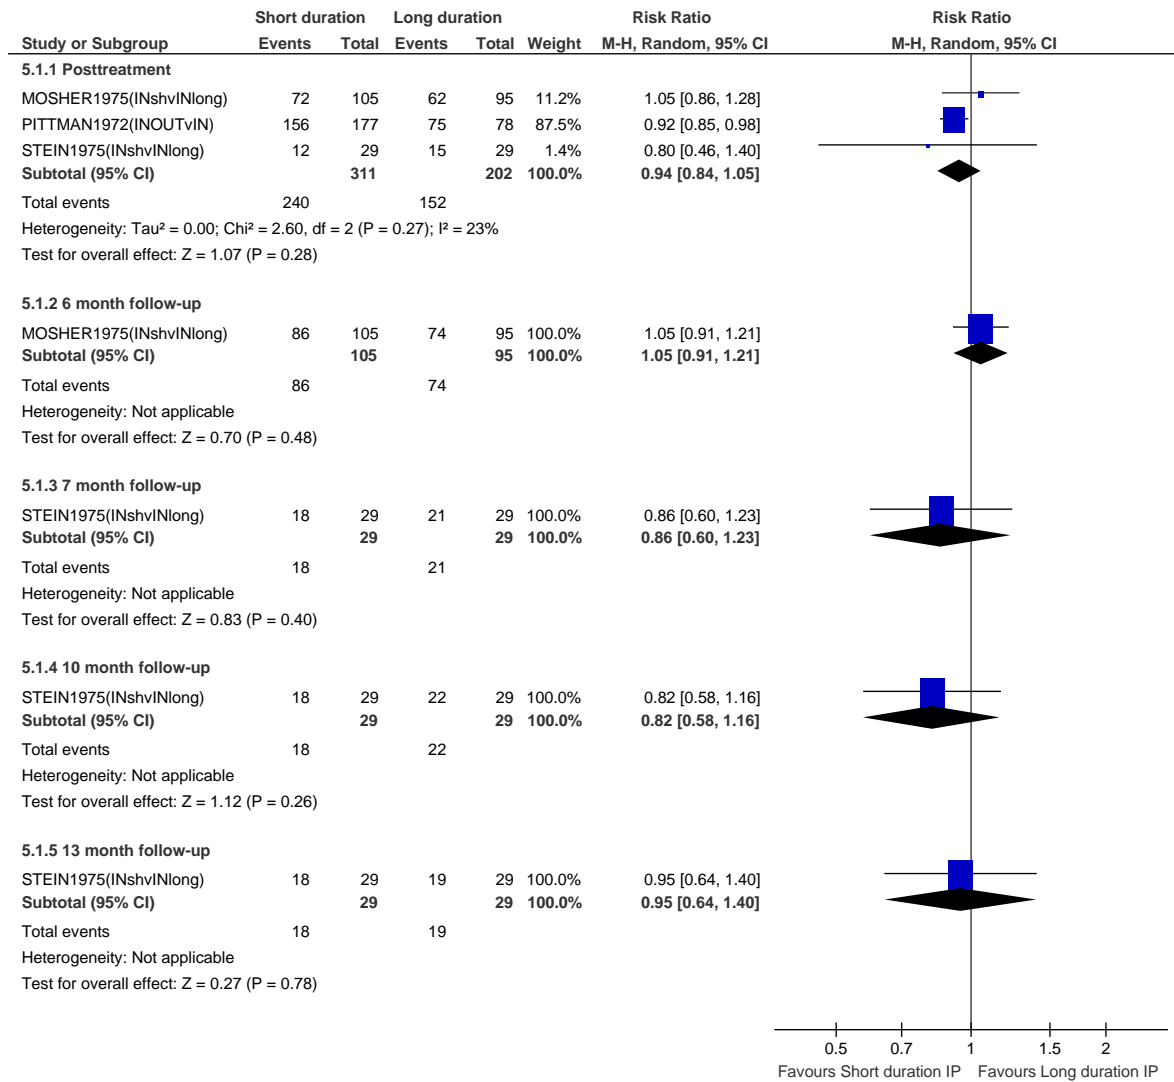 Short duration Long duration Risk Ratio Risk Ratio
Study or Subgroup Events Total Events Total Weight M-H, Random, 95% CI M-H, Random, 95% CI
5.1.1 Posttreatment
MOSHER1975(INshvINlong) 72 105 62 95 11.2% 1.05 [0.86, 1.28]
PITTMAN1972(INOUTvIN) 156 177 75 78 87.5% 0.92 [0.85, 0.98]
STEIN1975(INshvINlong) 12 29 15 29 1.4% 0.80 [0.46, 1.40]
Subtotal (95% CI) 311 202 100.0% 0.94 [0.84, 1.05]
Total events 240 152
Heterogeneity: Tau² = 0.00; Chi² = 2.60, df = 2 (P = 0.27); I² = 23%
Test for overall effect: Z = 1.07 (P = 0.28)
5.1.2 6 month follow-up
MOSHER1975(INshvINlong) 86 105 74 95 100.0% 1.05 [0.91, 1.21]
Subtotal (95% CI) 105 95 100.0% 1.05 [0.91, 1.21]
Total events 86 74
Heterogeneity: Not applicable
Test for overall effect: Z = 0.70 (P = 0.48)
5.1.3 7 month follow-up
STEIN1975(INshvINlong) 18 29 21 29 100.0% 0.86 [0.60, 1.23]
Subtotal (95% CI) 29 29 100.0% 0.86 [0.60, 1.23]
Total events 18 21
Heterogeneity: Not applicable
Test for overall effect: Z = 0.83 (P = 0.40)
5.1.4 10 month follow-up
STEIN1975(INshvINlong) 18 29 22 29 100.0% 0.82 [0.58, 1.16]
Subtotal (95% CI) 29 29 100.0% 0.82 [0.58, 1.16]
Total events 18 22
Heterogeneity: Not applicable
Test for overall effect: Z = 1.12 (P = 0.26)
5.1.5 13 month follow-up
STEIN1975(INshvINlong) 18 29 19 29 100.0% 0.95 [0.64, 1.40]
Subtotal (95% CI) 29 29 100.0% 0.95 [0.64, 1.40]
Total events 18 19
Heterogeneity: Not applicable
Test for overall effect: Z = 0.27 (P = 0.78)
0.5 0.7 1 1.5 2
Favours Short duration IP Favours Long duration IP